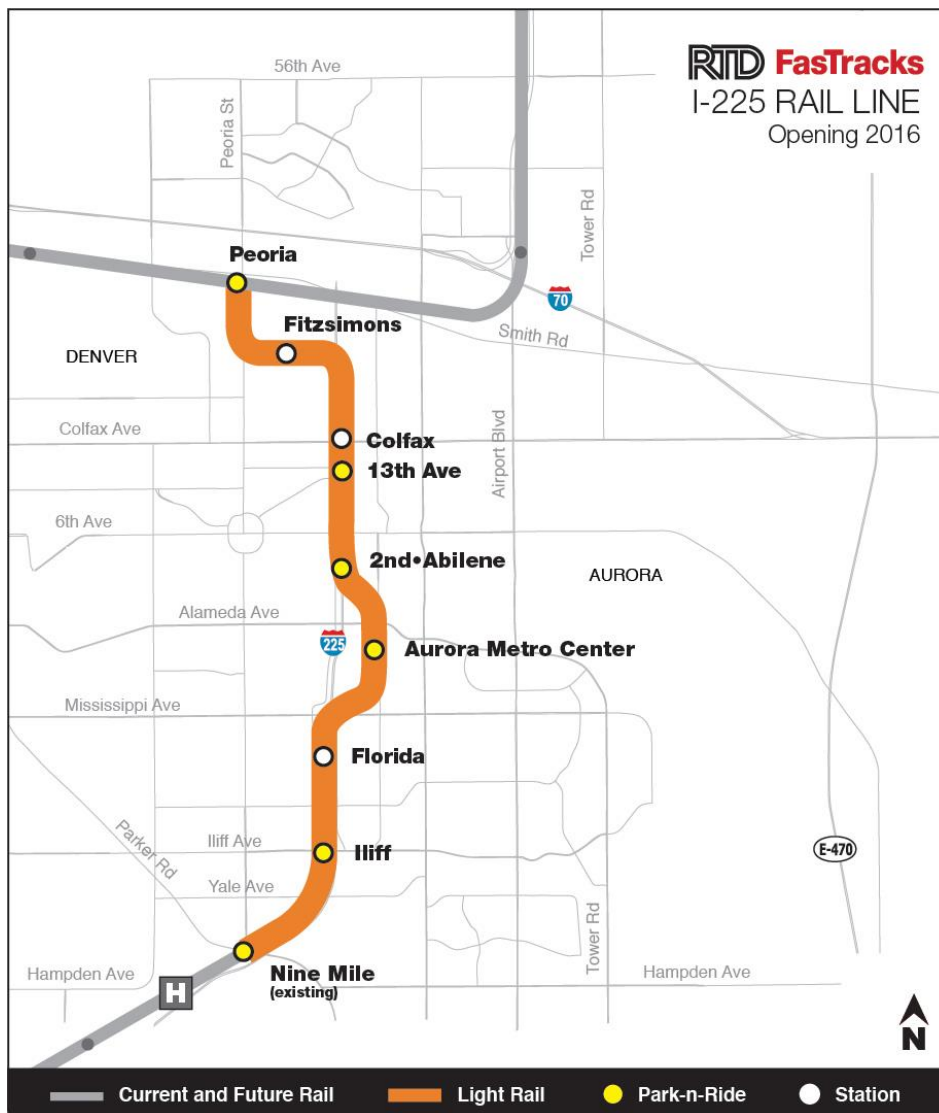 RTD FasTracks
I-225 RAIL LINE
Opening 2016
56th Ave
Peoria St
Tower Rd
Peoria
70
Fitzsimons
Smith Rd
DENVER
Colfax Ave
Colfax
Airport Blvd
13th Ave
6th Ave
2nd•Abilene
AURORA
Alameda Ave
225
Aurora Metro Center
Mississippi Ave
Florida
Parker Rd
Iliff Ave
Iliff
E-470
Yale Ave
Tower Rd
Hampden Ave
Nine Mile
(existing)
Hampden Ave
H
N
Current and Future Rail
Light Rail
Park-n-Ride
Station